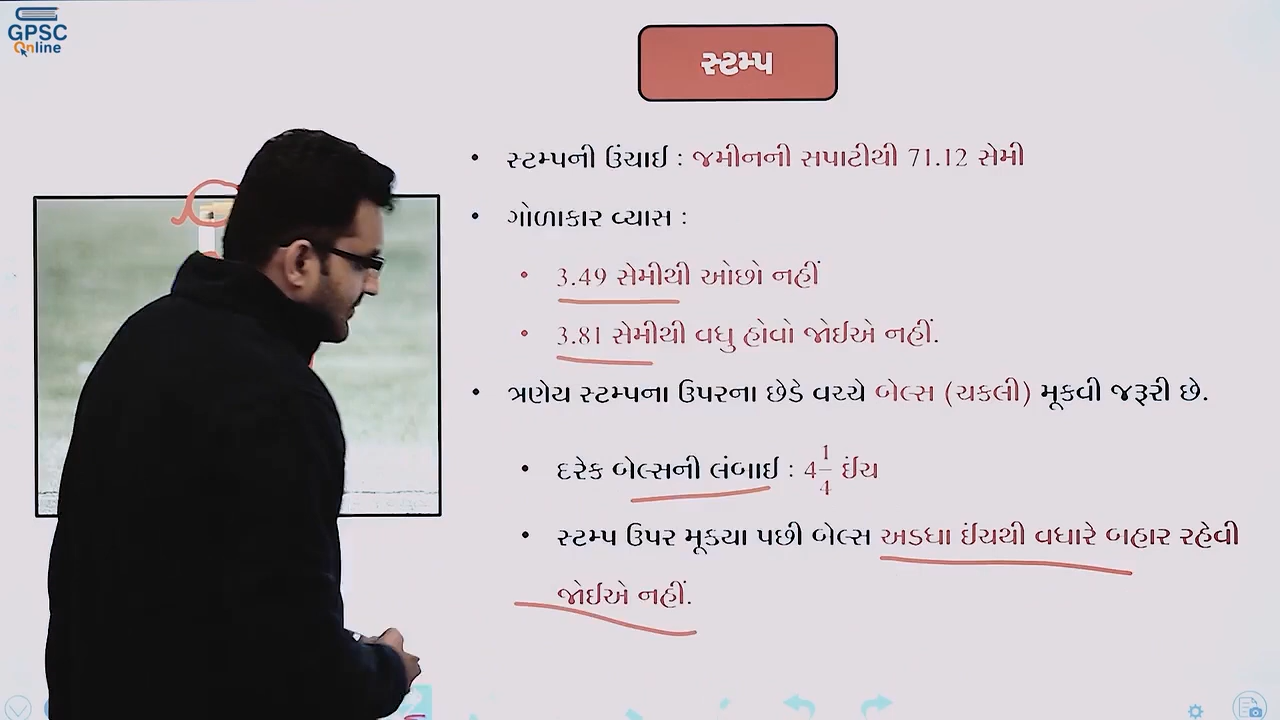 GPSC
Online
સ્ટમ્પ
• સ્ટમ્પની ઉંચાઈ : જમીનની સપાટીથી 71.12 સેમી
• ગોળાકાર વ્યાસ :
• 3.49 સેમીથી ઓછો નહીં
• 3.81 સેમીથી વધુ હોવો જોઈએ નહીં.
• ત્રણેય સ્ટમ્પના ઉપરના છેડે વચ્ચે બેલ્સ (ચકલી) મૂકવી જરૂરી છે.
• દરેક બેલ્સની લંબાઈ : 4 1/4 ઈંચ
• સ્ટમ્પ ઉપર મૂક્યા પછી બેલ્સ અડધા ઈંચથી વધારે બહાર રહેવી
જોઈએ નહીં.